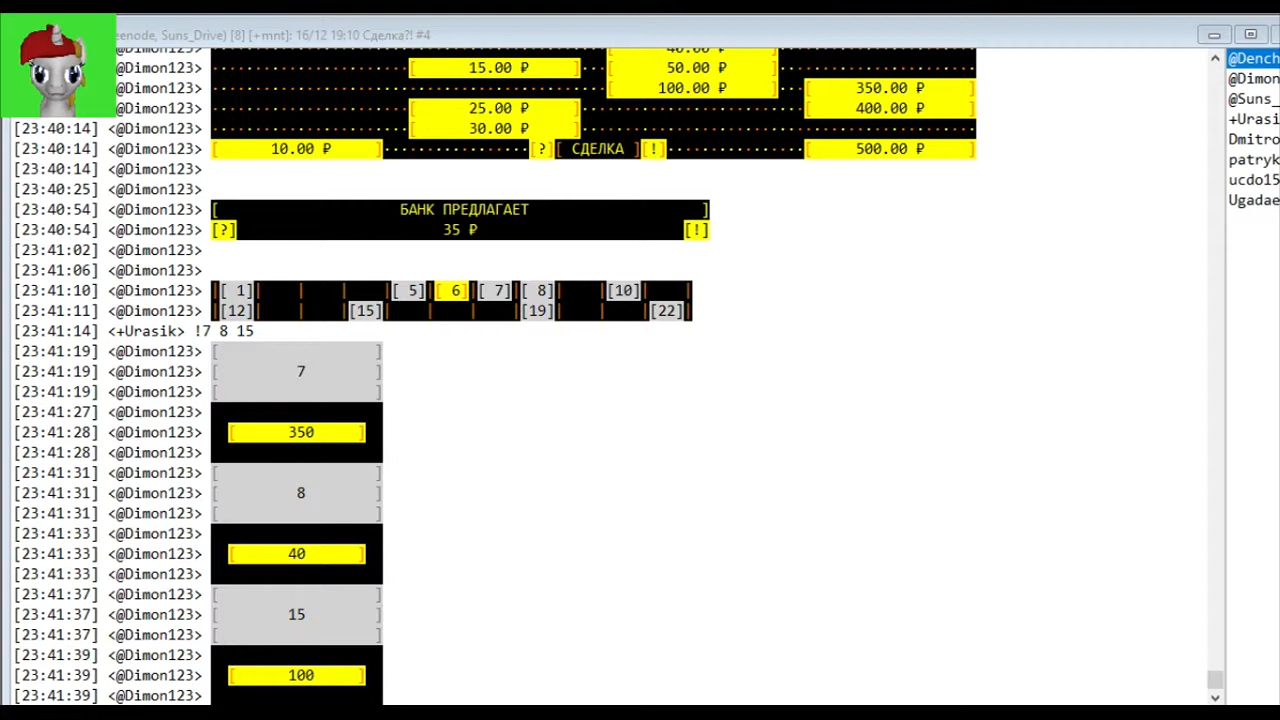 eenode, Suns_Drive) [8] [+mnt]: 16/12 19:10 Сделка?! #4
<@Dimon123> 40.00 ₽
<@Dimon123> [ 15.00 ₽ ] [ 50.00 ₽
<@Dimon123> 100.00 ₽ ] [ 350.00 ₽ ]
<@Dimon123> [ 25.00 ₽ ] [ 400.00 ₽ ]
[23:40:14] <@Dimon123> [ 30.00 ₽ ]
[23:40:14] <@Dimon123> [ 10.00 ₽ ] [?] [ СДЕЛКА ] [!] [ 500.00 ₽ ]
[23:40:14] <@Dimon123>
[23:40:25] <@Dimon123>
[23:40:54] <@Dimon123> [ БАНК ПРЕДЛАГАЕТ ]
[23:40:54] <@Dimon123> [?] 35 ₽ [!]
[23:41:02] <@Dimon123>
[23:41:06] <@Dimon123>
[23:41:10] <@Dimon123> |[ 1]| | | |[ 5]|[ 6]|[ 7]|[ 8]| |[10]| |
[23:41:11] <@Dimon123> |[12]| | |[15]| | | |[19]| | |[22]|
[23:41:14] <+Urasik> !7 8 15
[23:41:19] <@Dimon123> [ ]
[23:41:19] <@Dimon123> 7
[23:41:19] <@Dimon123> [ ]
[23:41:27] <@Dimon123>
[23:41:28] <@Dimon123> [ 350 ]
[23:41:28] <@Dimon123>
[23:41:31] <@Dimon123> [ ]
[23:41:31] <@Dimon123> 8
[23:41:31] <@Dimon123> [ ]
[23:41:33] <@Dimon123>
[23:41:33] <@Dimon123> [ 40 ]
[23:41:33] <@Dimon123>
[23:41:37] <@Dimon123> [ ]
[23:41:37] <@Dimon123> 15
[23:41:37] <@Dimon123> [ ]
[23:41:39] <@Dimon123>
[23:41:39] <@Dimon123> [ 100 ]
[23:41:39] <@Dimon123>
@Dench
@Dimon
@Suns_
+Urasi
Dmitro
patryk
ucdo15
Ugadae